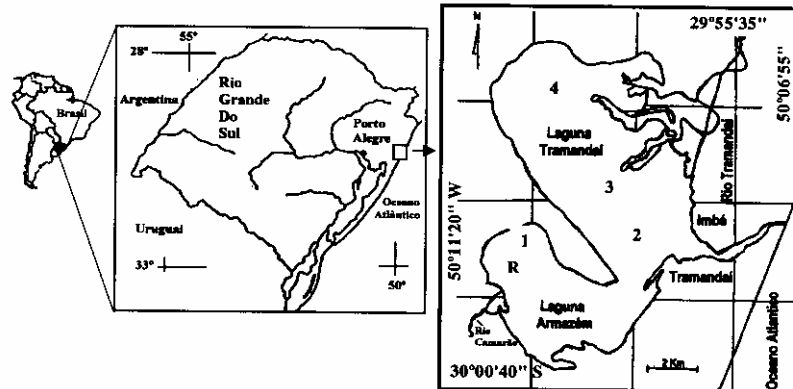 Brasil
55°
28°
Argentina
Rio
Grande
Do
Sul
Porto
Alegre
Oceano
Atlântico
Uruguai
33°
50°
N
29°55'35"
50°06'55"
4
Laguna
Tramandaí
Rio Tramandaí
3
Imbé
50°11'20" W
1
2
R
Tramandaí
Laguna
Armazém
Rio
Camarão
2 Km
Oceano Atlantico
30°00'40" S